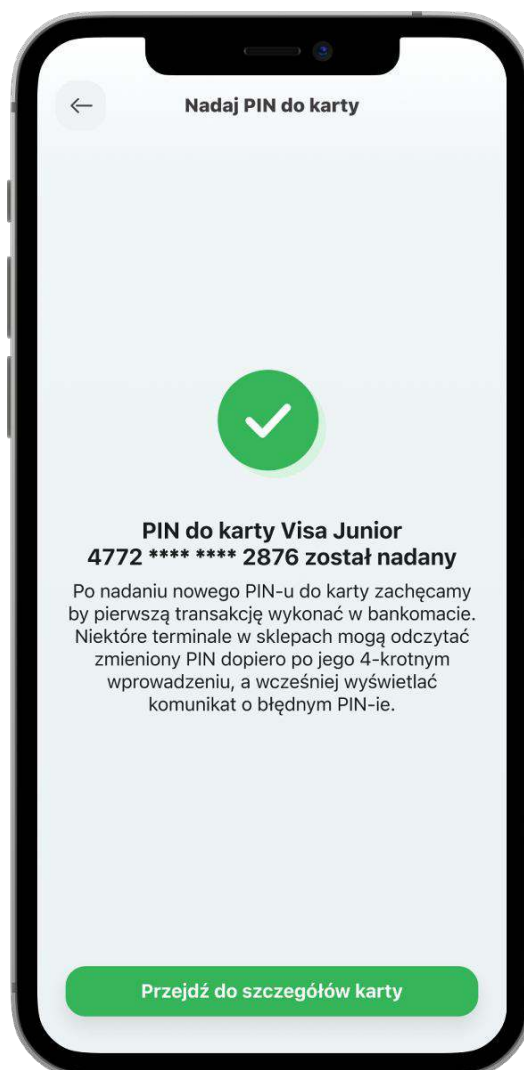 Nadaj PIN do karty
PIN do karty Visa Junior
4772 **** **** 2876 został nadany
Po nadaniu nowego PIN-u do karty zachęcamy
by pierwszą transakcję wykonać w bankomacie.
Niektóre terminale w sklepach mogą odczytać
zmieniony PIN dopiero po jego 4-krotnym
wprowadzeniu, a wcześniej wyświetlać
komunikat o błędnym PIN-ie.
Przejdź do szczegółów karty